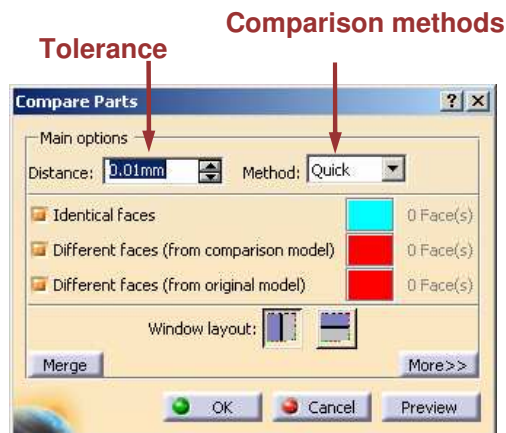 Comparison methods
Tolerance
Compare Parts ? ×
Main options
Distance: 0.01mm Method: Quick
Identical faces 0 Face(s)
Different faces (from comparison model) 0 Face(s)
Different faces (from original model) 0 Face(s)
Window layout:
Merge More>>
OK Cancel Preview